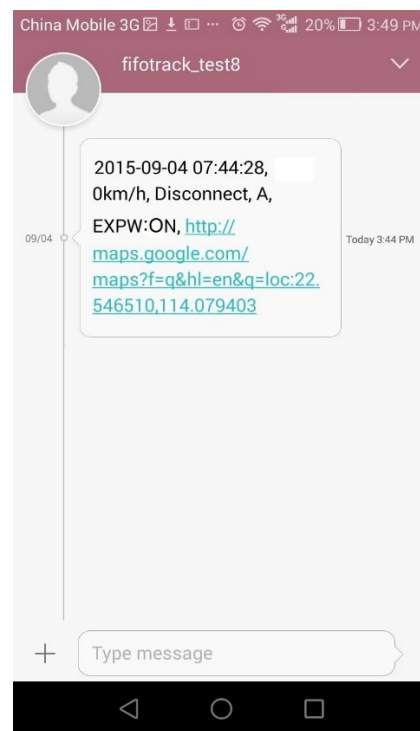 China Mobile 3G 3G G 20% 3:49 PM
fifotrack_test8
09/04
2015-09-04 07:44:28,
0km/h, Disconnect, A,
EXPW:ON, http://
maps.google.com/
maps?f=q&hl=en&q=loc:22.
546510,114.079403
Today 3:44 PM
Type message